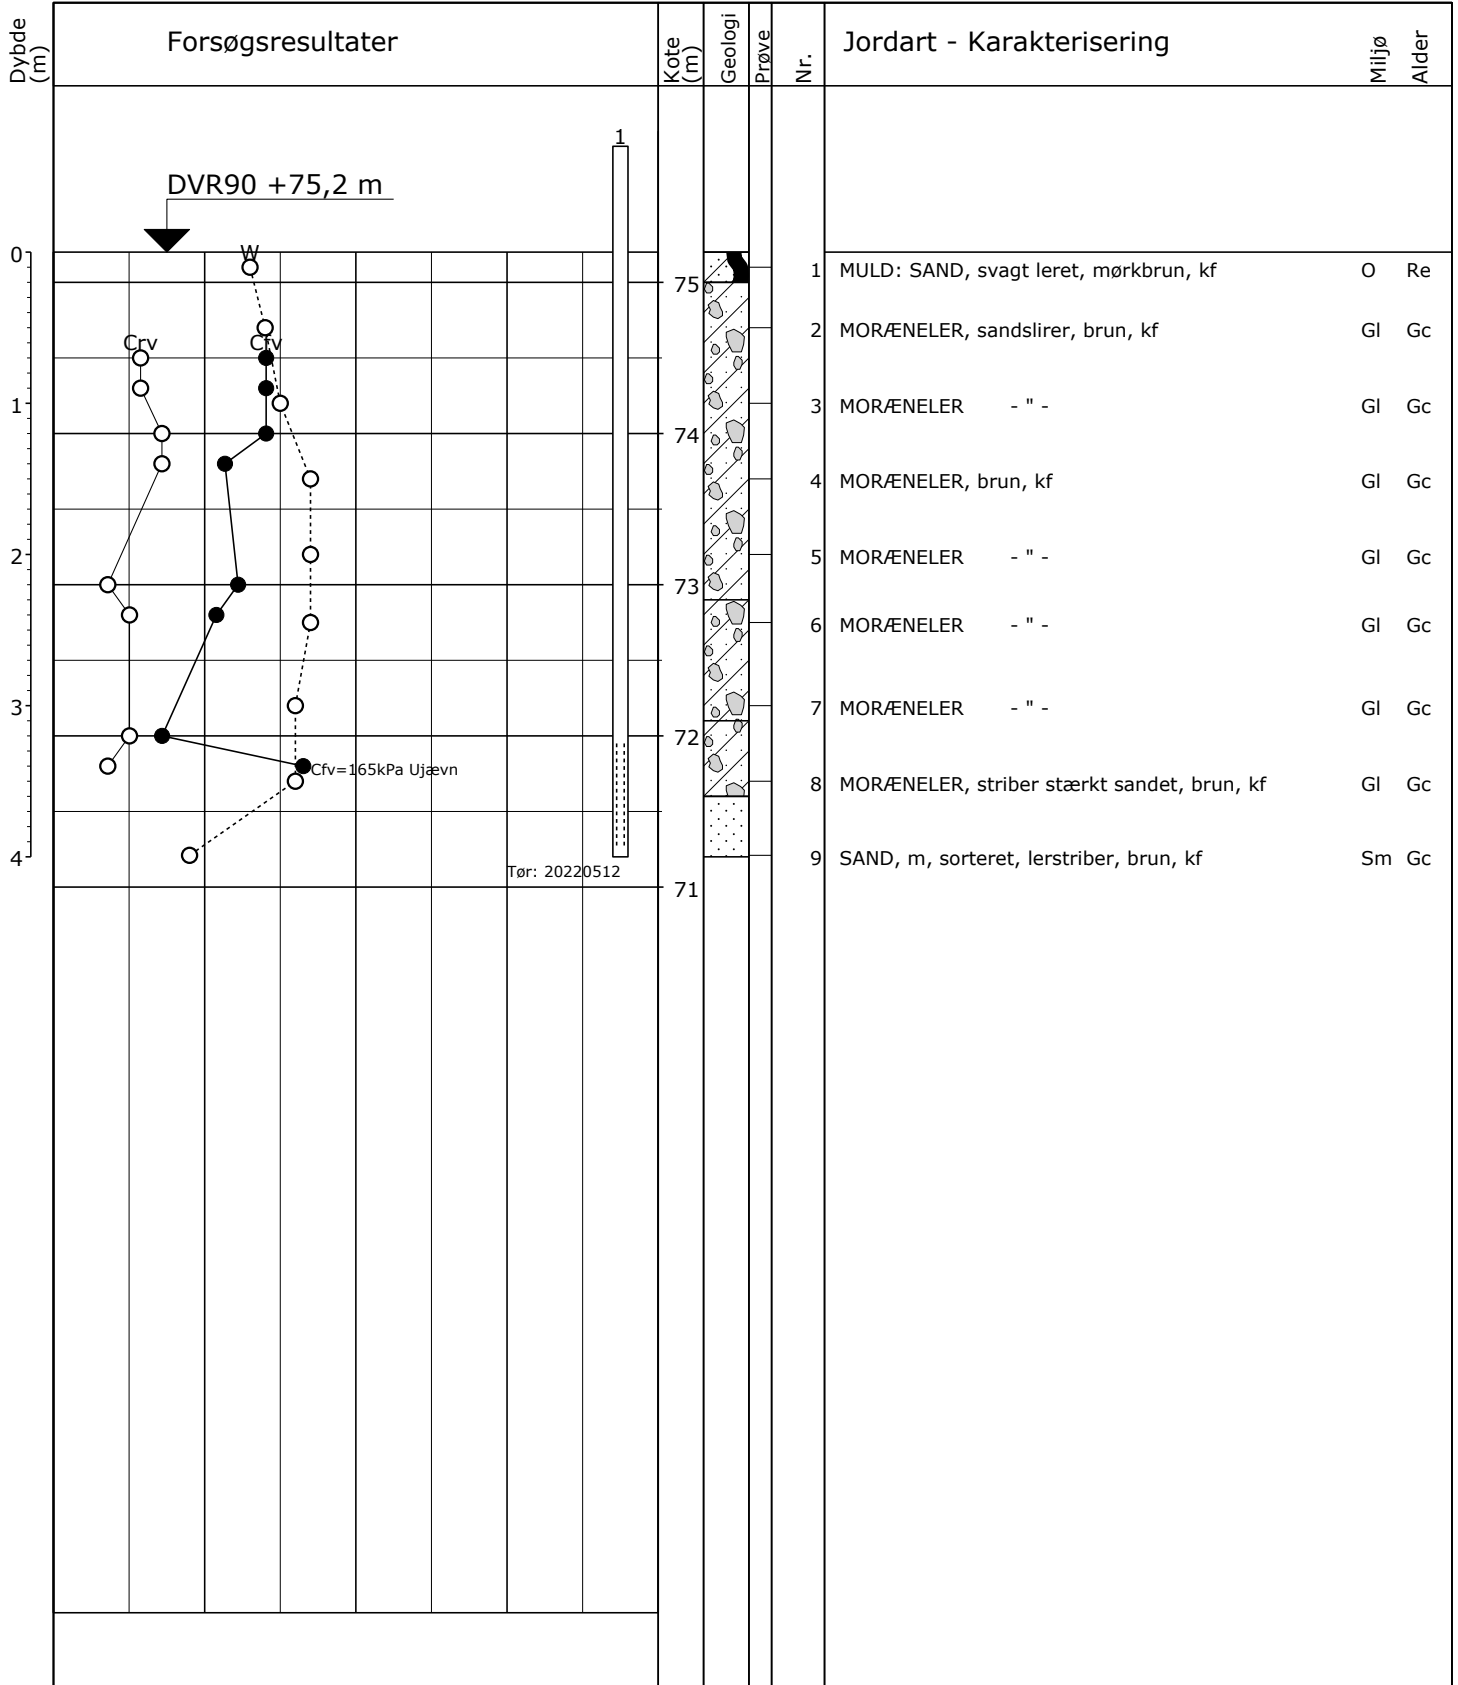 Dybde (m)
Forsøgsresultater
Kote (m)
Geologi
Prøve
Nr.
Jordart - Karakterisering
Miljø
Alder
1
DVR90 +75,2 m
0
W
75
1 MULD: SAND, svagt leret, mørkbrun, kf O Re
2 MORÆNELER, sandslirer, brun, kf Gl Gc
Crv Cfv
1
3 MORÆNELER - " - Gl Gc
74
4 MORÆNELER, brun, kf Gl Gc
2
5 MORÆNELER - " - Gl Gc
73
6 MORÆNELER - " - Gl Gc
3
7 MORÆNELER - " - Gl Gc
72
Cfv=165kPa Ujævn
8 MORÆNELER, striber stærkt sandet, brun, kf Gl Gc
4
9 SAND, m, sorteret, lerstriber, brun, kf Sm Gc
Tør: 20220512
71